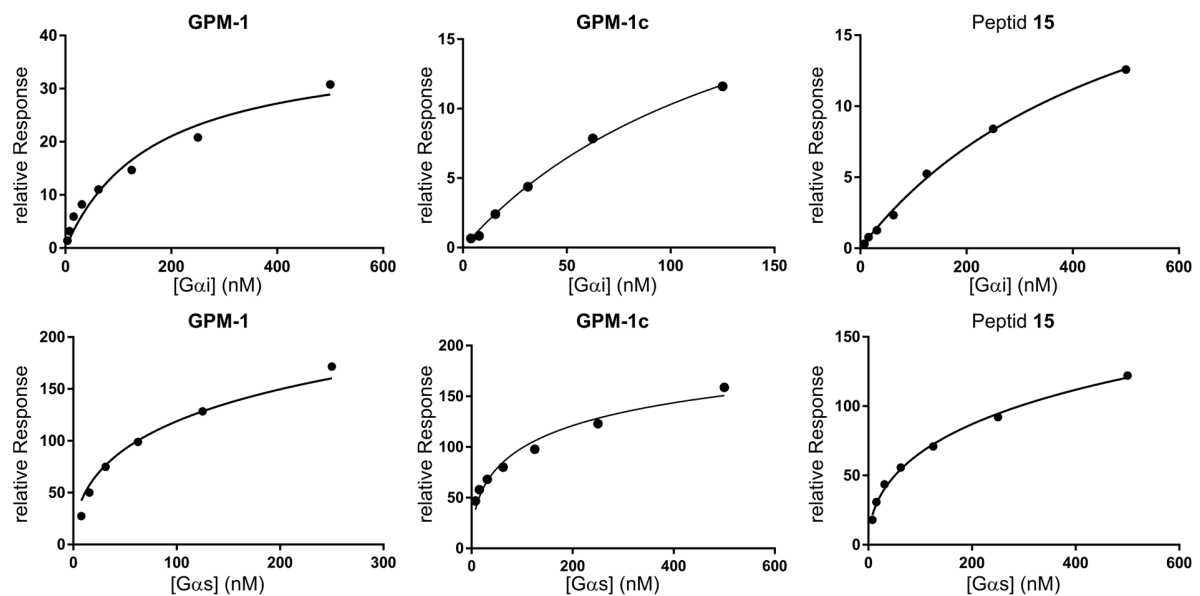 GPM-1
relative Response
40
30
20
10
0
0 200 400 600
[Gαi] (nM)
GPM-1c
relative Response
15
10
5
0
0 50 100 150
[Gαi] (nM)
Peptid 15
relative Response
15
10
5
0
0 200 400 600
[Gαi] (nM)
GPM-1
relative Response
200
150
100
50
0
0 100 200 300
[Gαs] (nM)
GPM-1c
relative Response
200
150
100
50
0
0 200 400 600
[Gαs] (nM)
Peptid 15
relative Response
150
100
50
0
0 200 400 600
[Gαs] (nM)